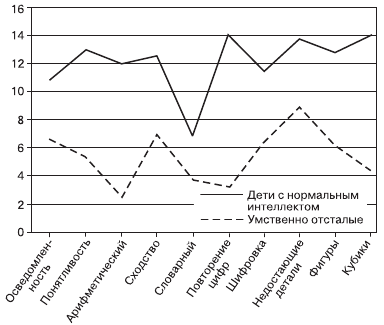 16
14
12
10
8
6
4
2
0
Дети с нормальным
интеллектом
Умственно отсталые
Осведомлен-
ность
Понятливость
Арифметический
Сходство
Словарный
Повторение
цифр
Шифровка
Недостающие
детали
Фигуры
Кубики